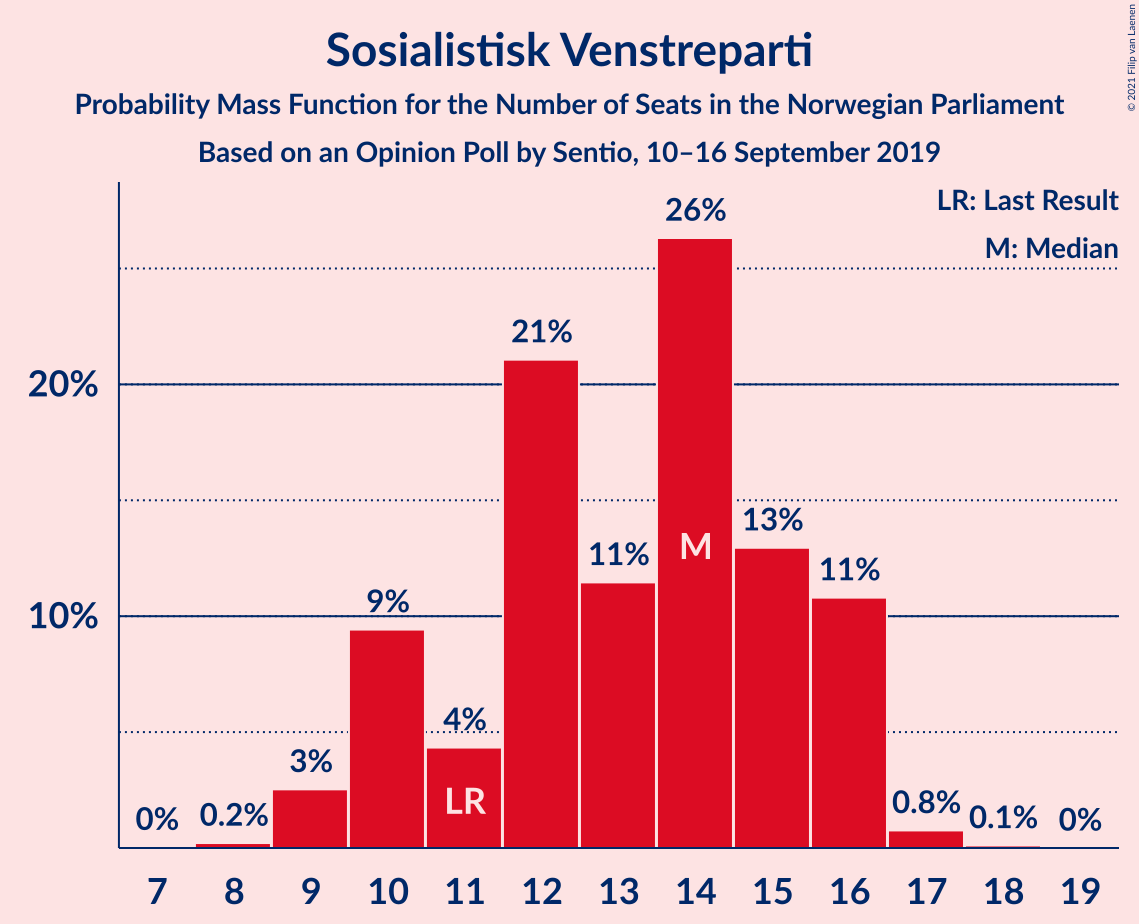 Sosialistisk Venstreparti
Probability Mass Function for the Number of Seats in the Norwegian Parliament
Based on an Opinion Poll by Sentio, 10–16 September 2019
© 2021 Filip van Laenen
LR: Last Result
M: Median
26%
21%
20%
13%
11%
M
11%
10%
9%
4%
3%
LR
0%
0.2%
0.8%
0.1%
0%
7 8 9 10 11 12 13 14 15 16 17 18 19